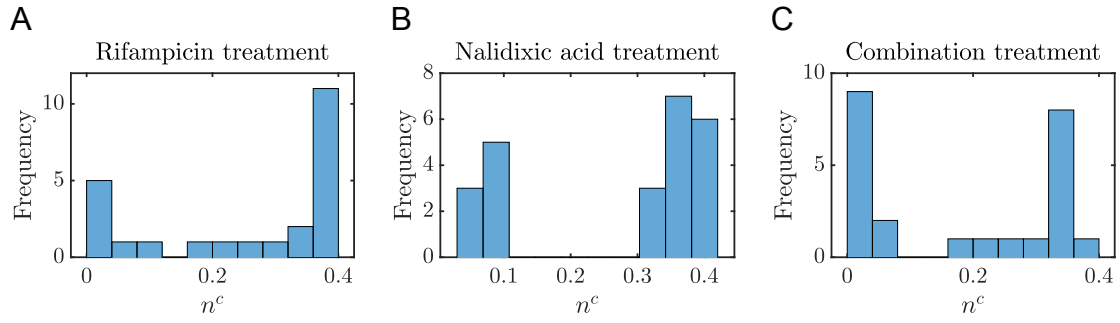 A
Rifampicin treatment
Frequency
10
5
0
0
0.2
0.4
n^c
B
Nalidixic acid treatment
Frequency
8
6
4
2
0
0.1
0.2
0.3
0.4
n^c
C
Combination treatment
Frequency
10
5
0
0
0.2
0.4
n^c